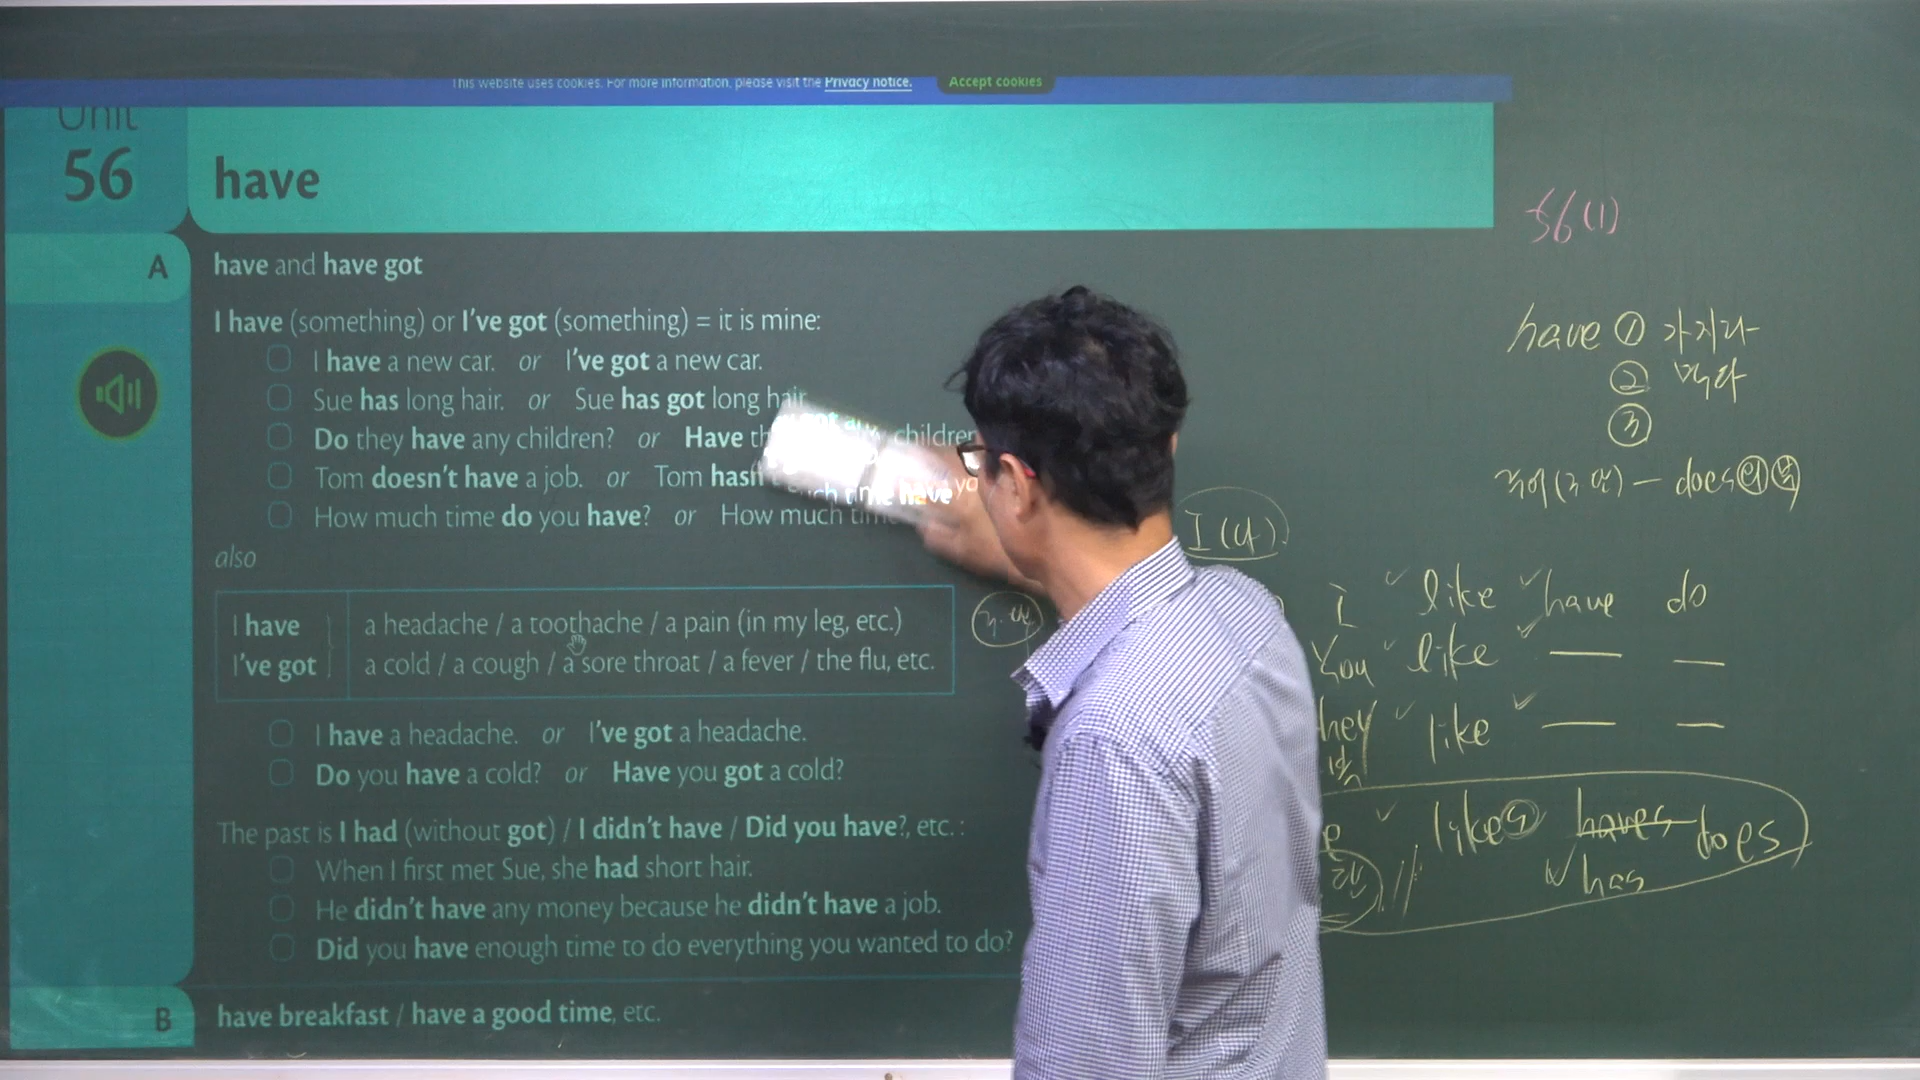 This website uses cookies. For more information, please visit the Privacy notice. Accept cookies
Unit
56
have
A
have and have got
I have (something) or I've got (something) = it is mine:
I have a new car. or I've got a new car.
Sue has long hair. or Sue has got long hair.
Do they have any children? or Have children
Tom doesn't have a job. or Tom hasn't
How much time do you have? or How much time have
also
I have
I've got
a headache / a toothache / a pain (in my leg, etc.)
a cold / a cough / a sore throat / a fever / the flu, etc.
I have a headache. or I've got a headache.
Do you have a cold? or Have you got a cold?
The past is I had (without got) / I didn't have / Did you have?, etc. :
When I first met Sue, she had short hair.
He didn't have any money because he didn't have a job.
Did you have enough time to do everything you wanted to do?
B
have breakfast / have a good time, etc.
56 (1)
have ① 가지다
② 먹다
③
주어(3 단) — does
I (나)
I like have do
You like — —
hey like — —
likes haves does
has